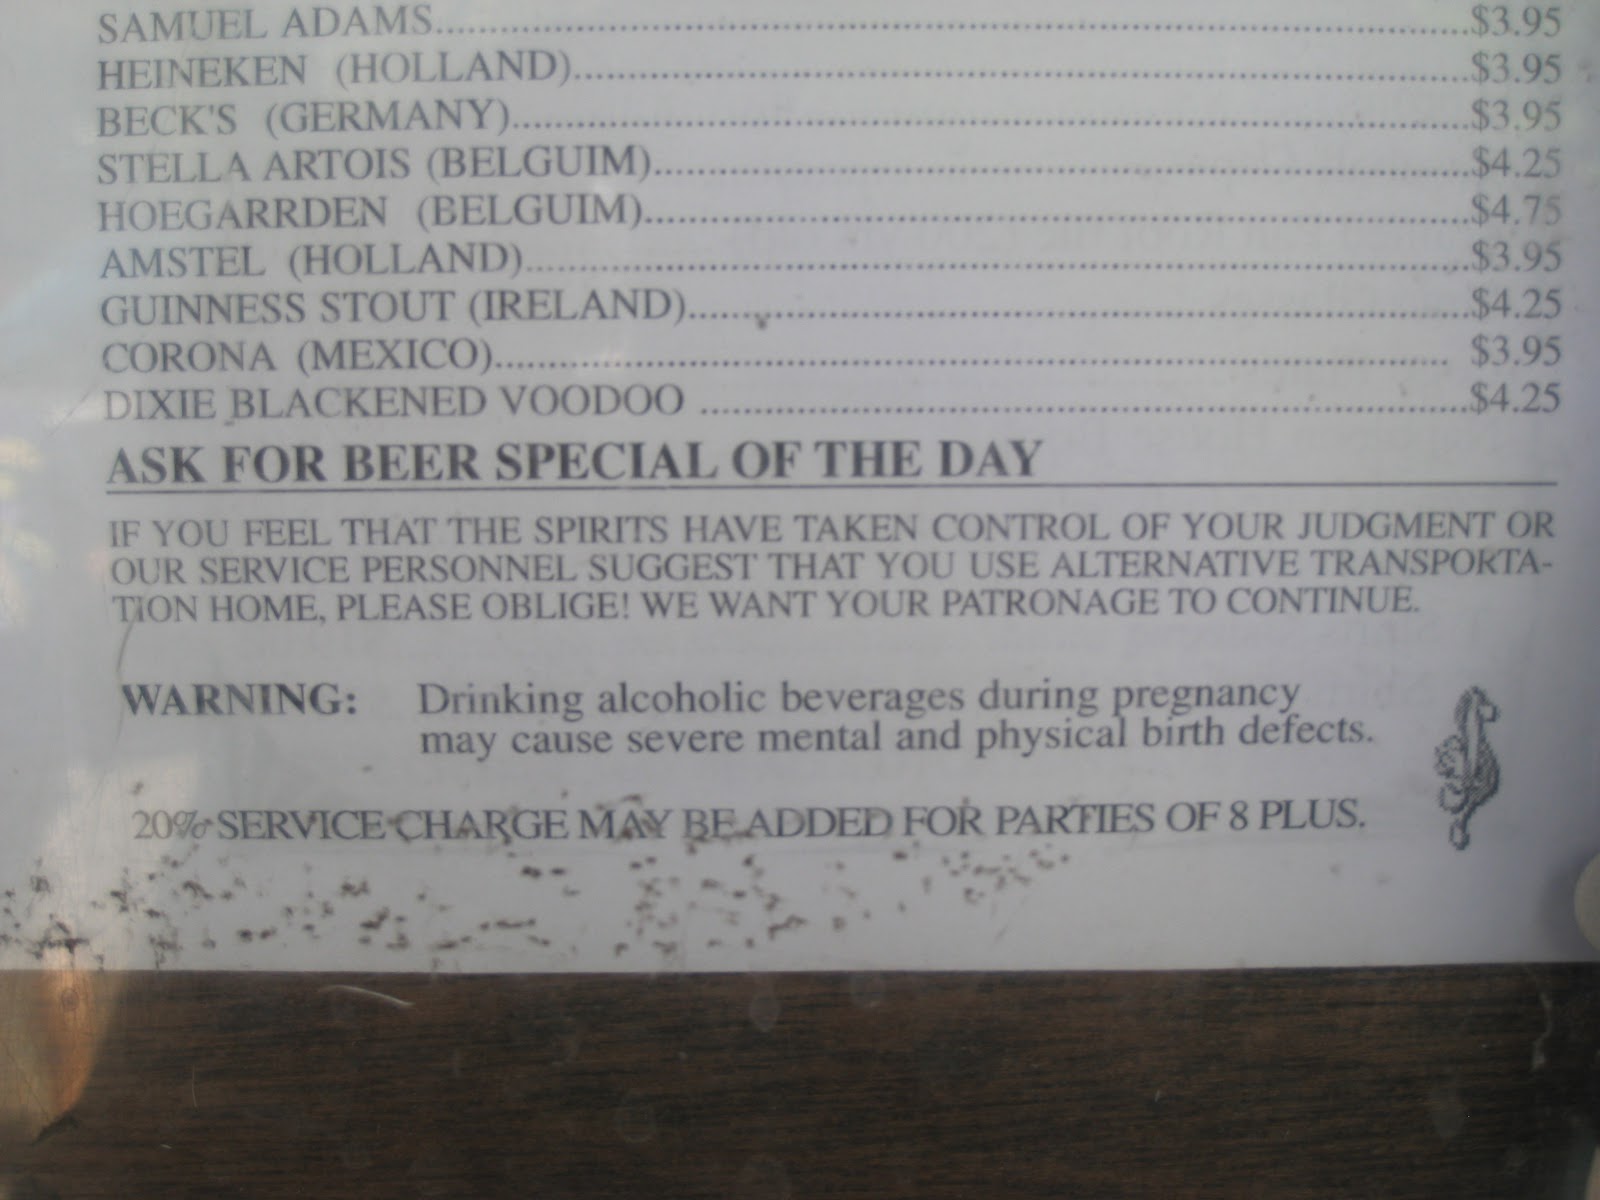 SAMUEL ADAMS........................................$3.95
HEINEKEN (HOLLAND)........................................$3.95
BECK'S (GERMANY)........................................$3.95
STELLA ARTOIS (BELGUIM)........................................$4.25
HOEGARRDEN (BELGUIM)........................................$4.75
AMSTEL (HOLLAND)........................................$3.95
GUINNESS STOUT (IRELAND)........................................$4.25
CORONA (MEXICO)........................................ $3.95
DIXIE BLACKENED VOODOO ........................................$4.25
ASK FOR BEER SPECIAL OF THE DAY
IF YOU FEEL THAT THE SPIRITS HAVE TAKEN CONTROL OF YOUR JUDGMENT OR
OUR SERVICE PERSONNEL SUGGEST THAT YOU USE ALTERNATIVE TRANSPORTA-
TION HOME, PLEASE OBLIGE! WE WANT YOUR PATRONAGE TO CONTINUE.
WARNING: Drinking alcoholic beverages during pregnancy
may cause severe mental and physical birth defects.
20% SERVICE CHARGE MAY BE ADDED FOR PARTIES OF 8 PLUS.